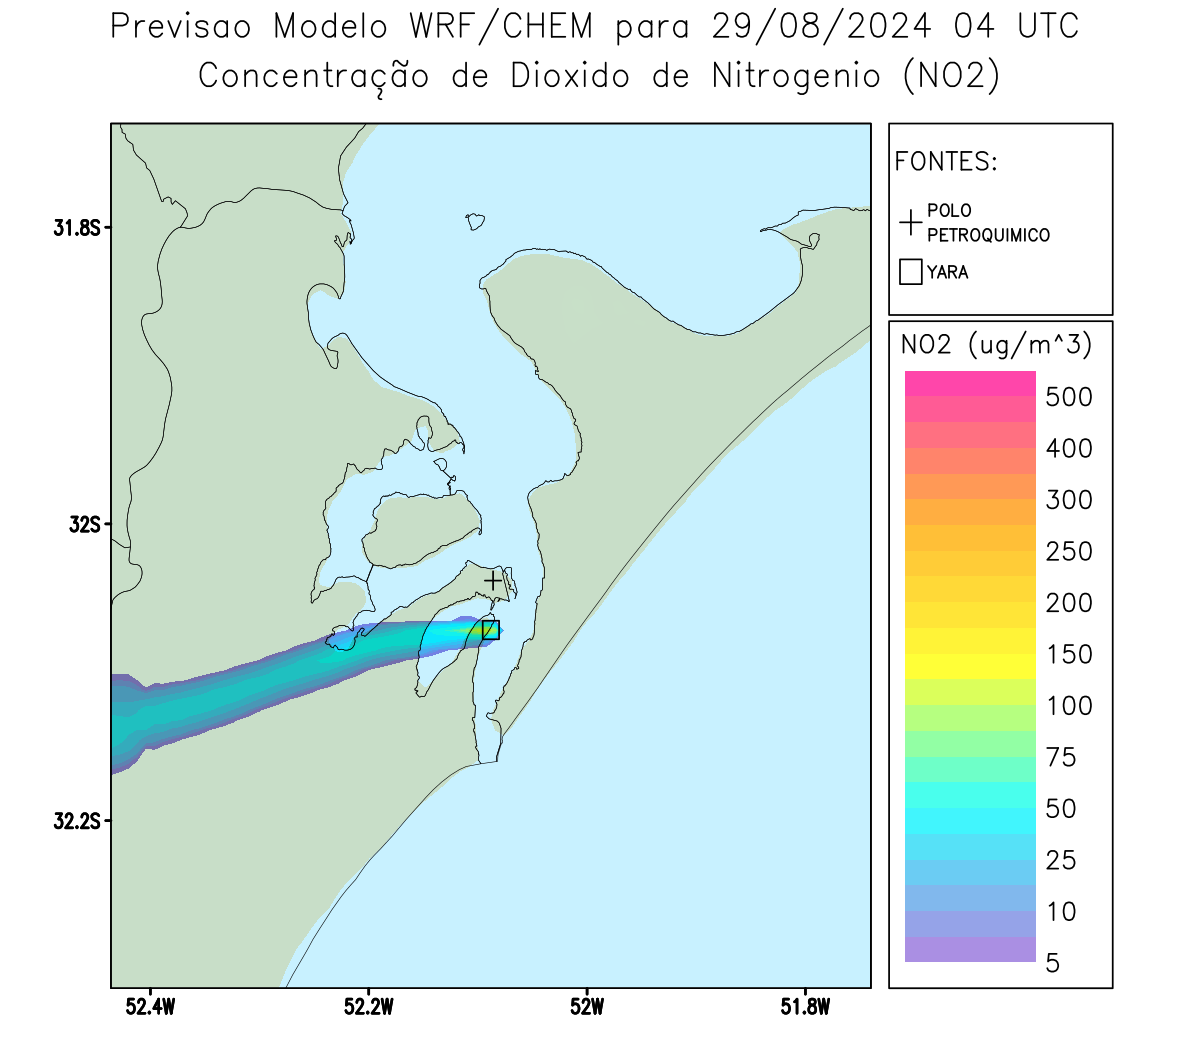 Previsao Modelo WRF/CHEM para 29/08/2024 04 UTC
Concentração de Dioxido de Nitrogenio (NO2)
FONTES:
POLO
PETROQUIMICO
YARA
NO2 (ug/m^3)
500
400
300
250
200
150
100
75
50
25
10
5
31.8S
32S
32.2S
52.4W
52.2W
52W
51.8W